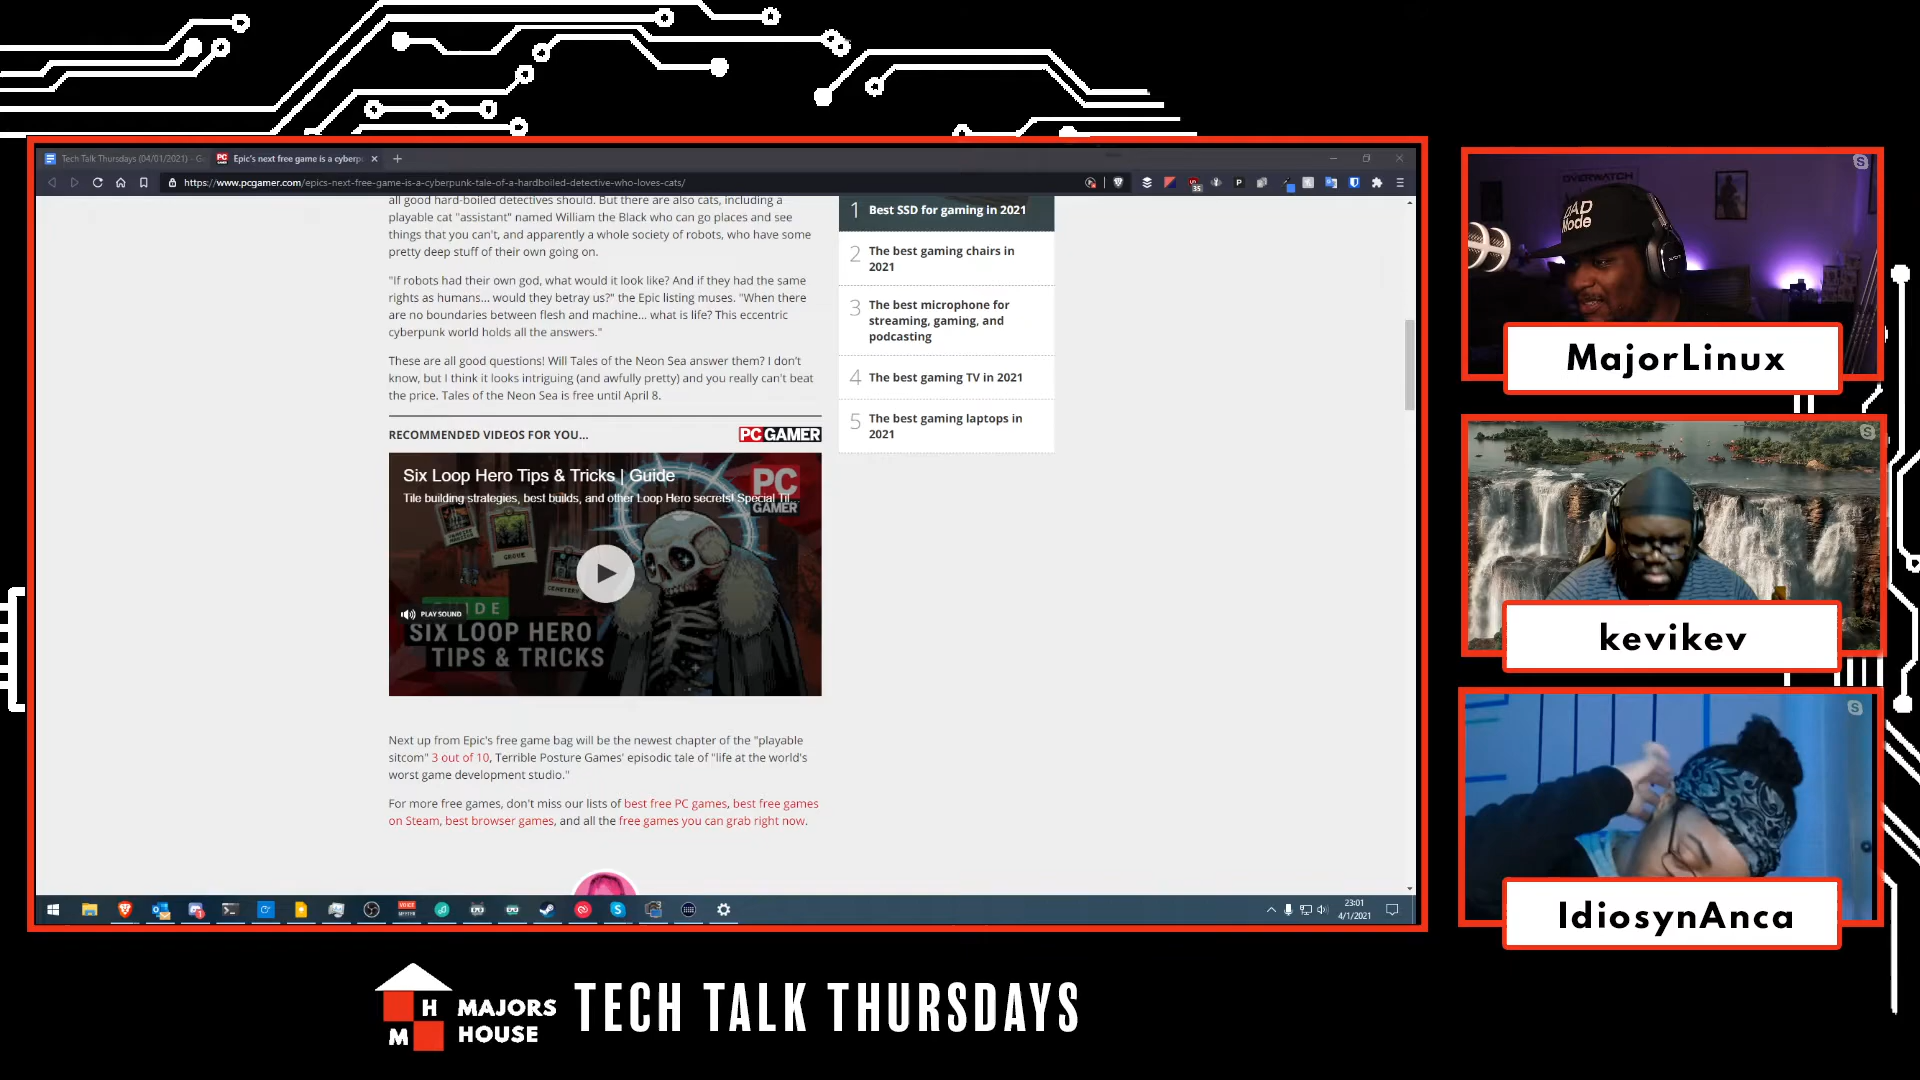 Tech Talk Thursdays (04/01/2021) - G
Epic's next free game is a cyberp
https://www.pcgamer.com/epics-next-free-game-is-a-cyberpunk-tale-of-a-hardboiled-detective-who-loves-cats/
35
all good hard-boiled detectives should. But there are also cats, including a
playable cat "assistant" named William the Black who can go places and see
things that you can't, and apparently a whole society of robots, who have some
pretty deep stuff of their own going on.
"If robots had their own god, what would it look like? And if they had the same
rights as humans... would they betray us?" the Epic listing muses. "When there
are no boundaries between flesh and machine... what is life? This eccentric
cyberpunk world holds all the answers."
These are all good questions! Will Tales of the Neon Sea answer them? I don't
know, but I think it looks intriguing (and awfully pretty) and you really can't beat
the price. Tales of the Neon Sea is free until April 8.
RECOMMENDED VIDEOS FOR YOU...
PC GAMER
Six Loop Hero Tips & Tricks | Guide
Tile building strategies, best builds, and other Loop Hero secrets! Special Til...
PC
GAMER
GROVE
CEMETERY
PLAY SOUND
SIX LOOP HERO
TIPS & TRICKS
Next up from Epic's free game bag will be the newest chapter of the "playable
sitcom" 3 out of 10, Terrible Posture Games' episodic tale of "life at the world's
worst game development studio."
For more free games, don't miss our lists of best free PC games, best free games
on Steam, best browser games, and all the free games you can grab right now.
1 Best SSD for gaming in 2021
2 The best gaming chairs in
2021
3 The best microphone for
streaming, gaming, and
podcasting
4 The best gaming TV in 2021
5 The best gaming laptops in
2021
23:01
4/1/2021
OVERWATCH
DAD
Mode
MajorLinux
kevikev
IdiosynAnca
H
M
MAJORS
HOUSE
TECH TALK THURSDAYS